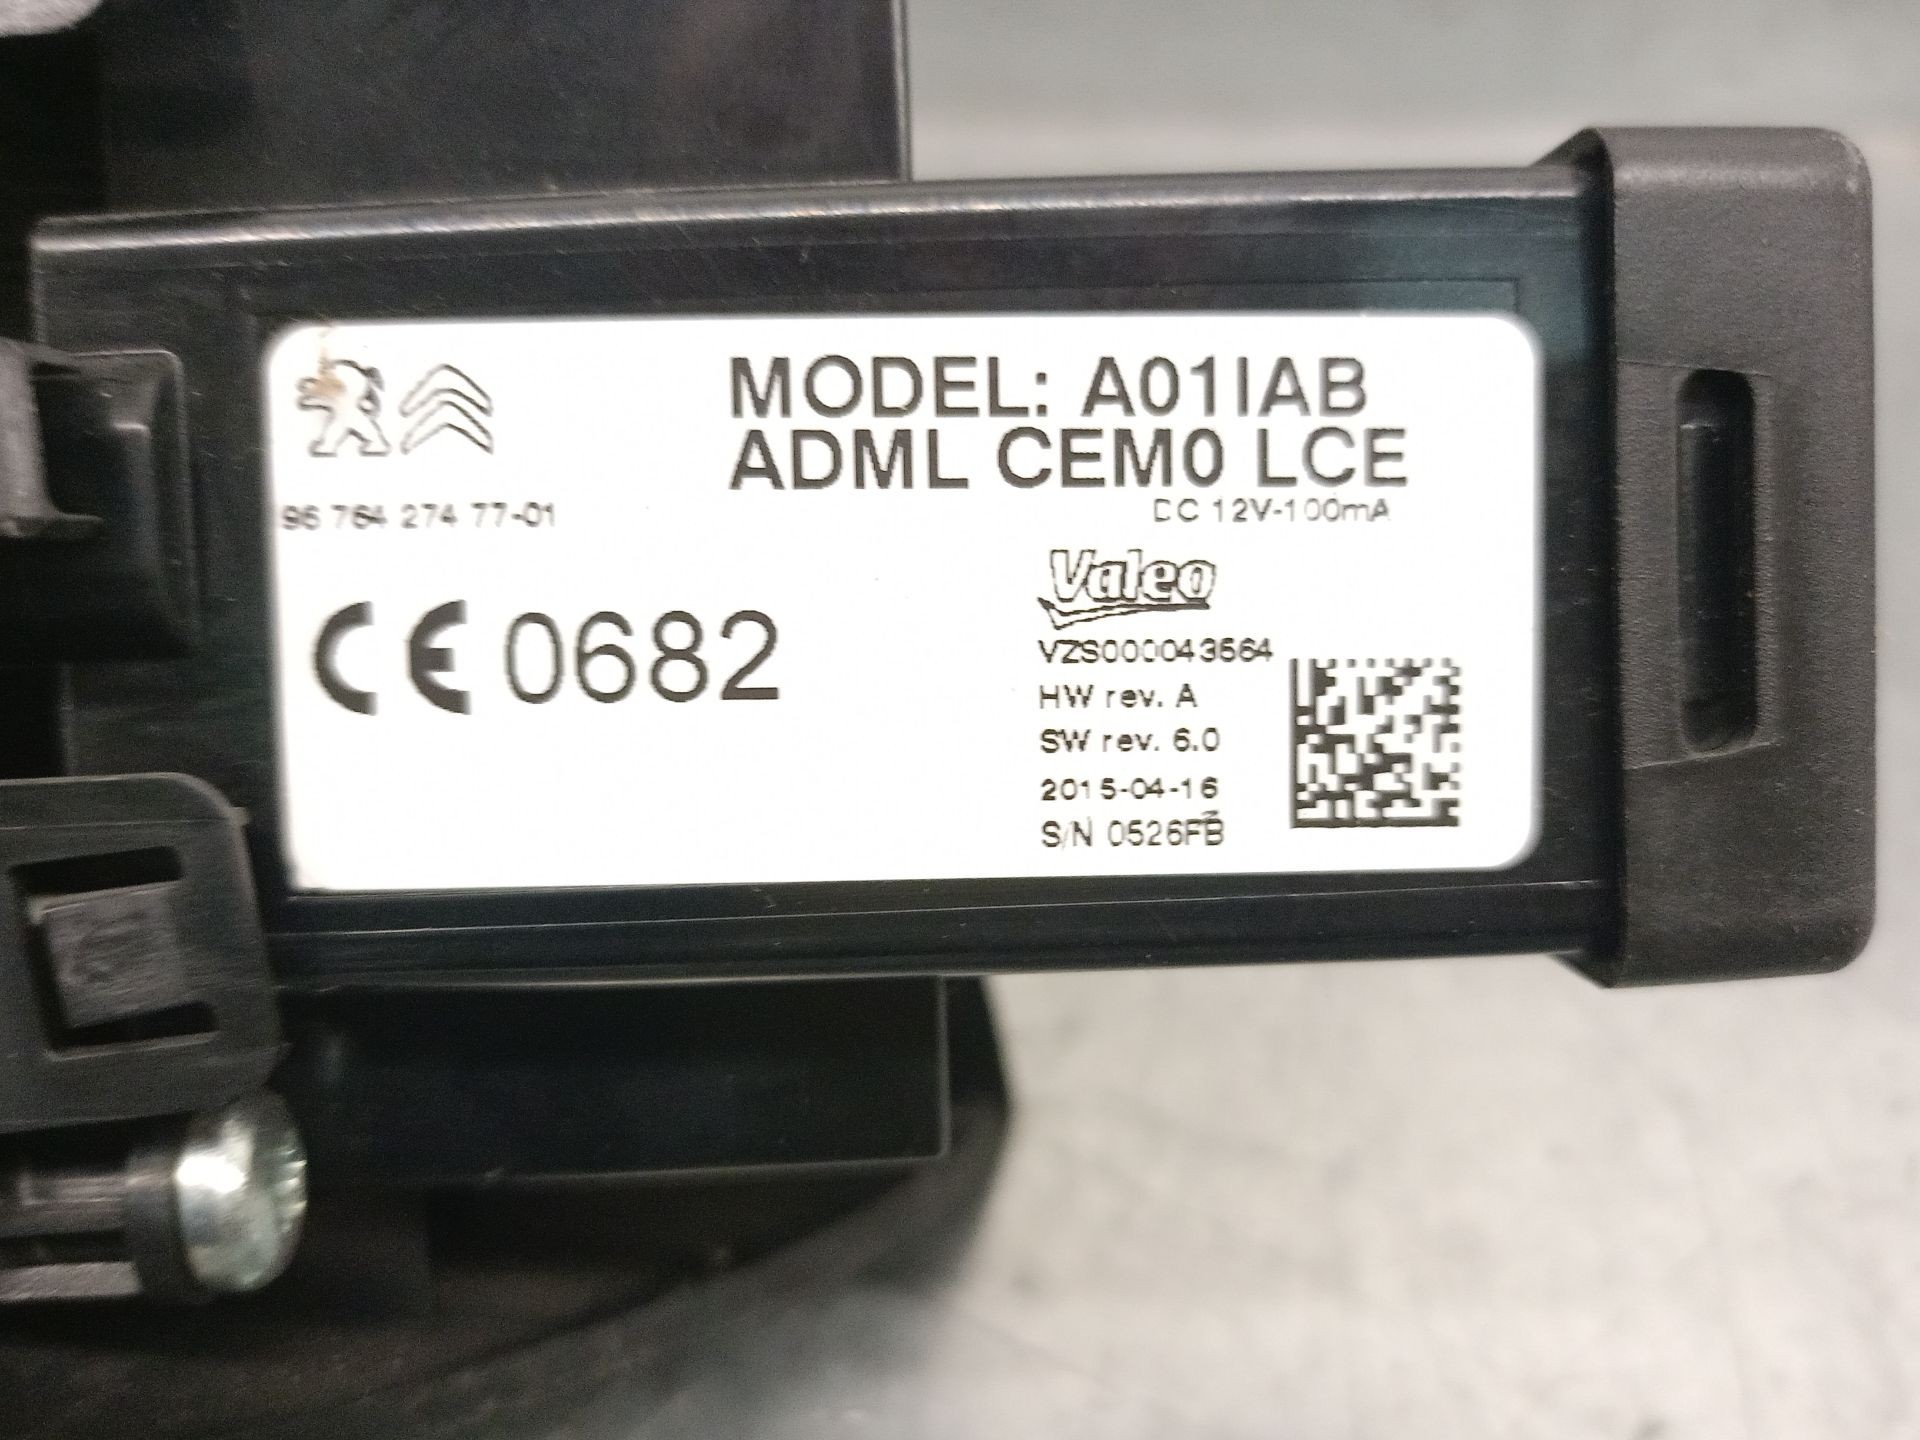 MODEL: A01IAB
ADML CEM0 LCE
96 764 274 77-01
DC 12V-100mA
Valeo
CE 0682
VZS000043564
HW rev. A
SW rev. 6.0
2015-04-16
S/N 0526FB